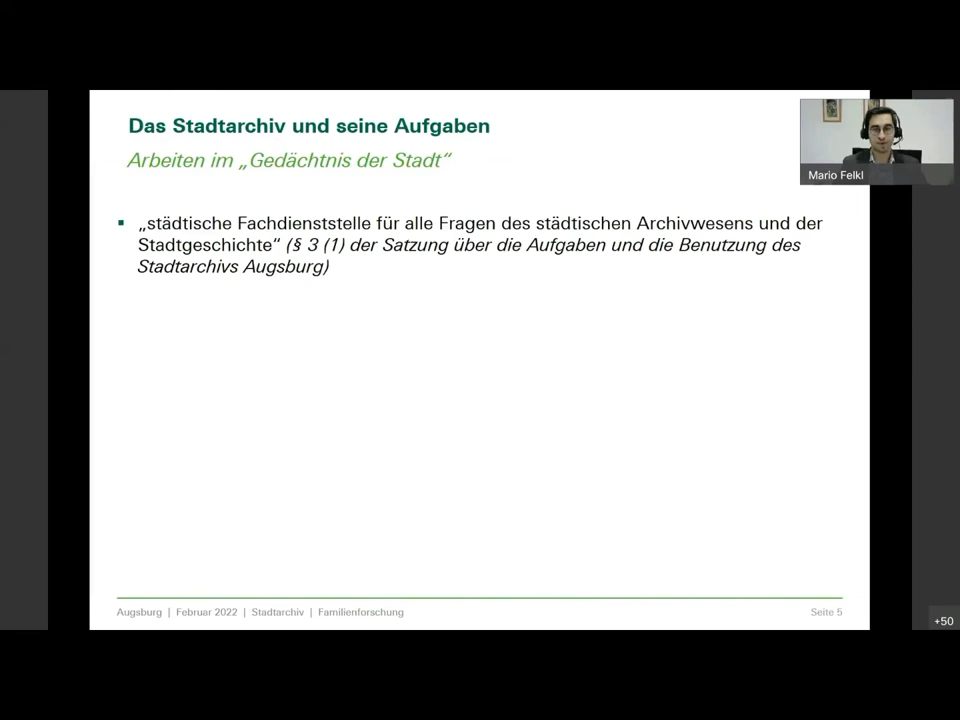 Das Stadtarchiv und seine Aufgaben
Arbeiten im „Gedächtnis der Stadt“
Mario Felkl
▪ „städtische Fachdienststelle für alle Fragen des städtischen Archivwesens und der
Stadtgeschichte“ (§ 3 (1) der Satzung über die Aufgaben und die Benutzung des
Stadtarchivs Augsburg)
Augsburg | Februar 2022 | Stadtarchiv | Familienforschung
Seite 5
+50